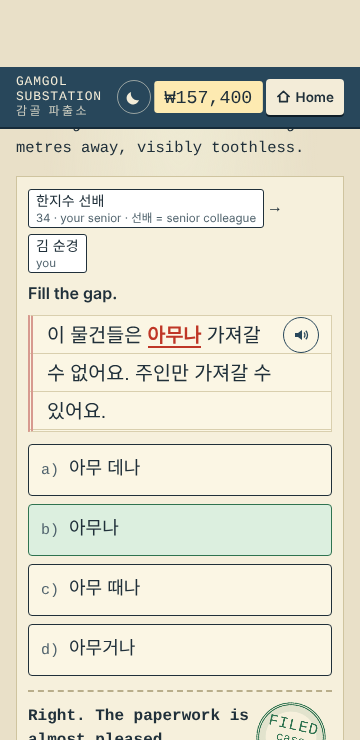 GAMGOL
SUBSTATION
감골 파출소
₩157,400
Home
metres away, visibly toothless.
한지수 선배
34 · your senior · 선배 = senior colleague
→
김 순경
you
Fill the gap.
이 물건들은 아무나 가져갈
수 없어요. 주인만 가져갈 수
있어요.
a) 아무 데나
b) 아무나
c) 아무 때나
d) 아무거나
Right. The paperwork is
almost pleased.
FILED
case